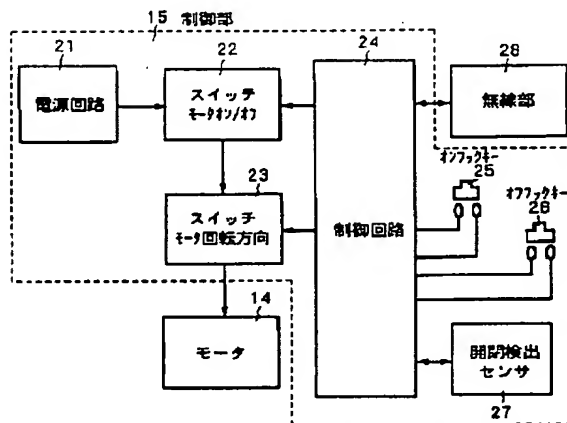 15 制御部
21
電源回路
22
スイッチ
ﾓｰﾀｵﾝ/ｵﾌ
24
制御回路
28
無線部
23
スイッチ
ﾓｰﾀ回転方向
ｵﾝﾌｯｸｷｰ
25
ｵﾌﾌｯｸｷｰ
26
14
モータ
開閉検出
センサ
27